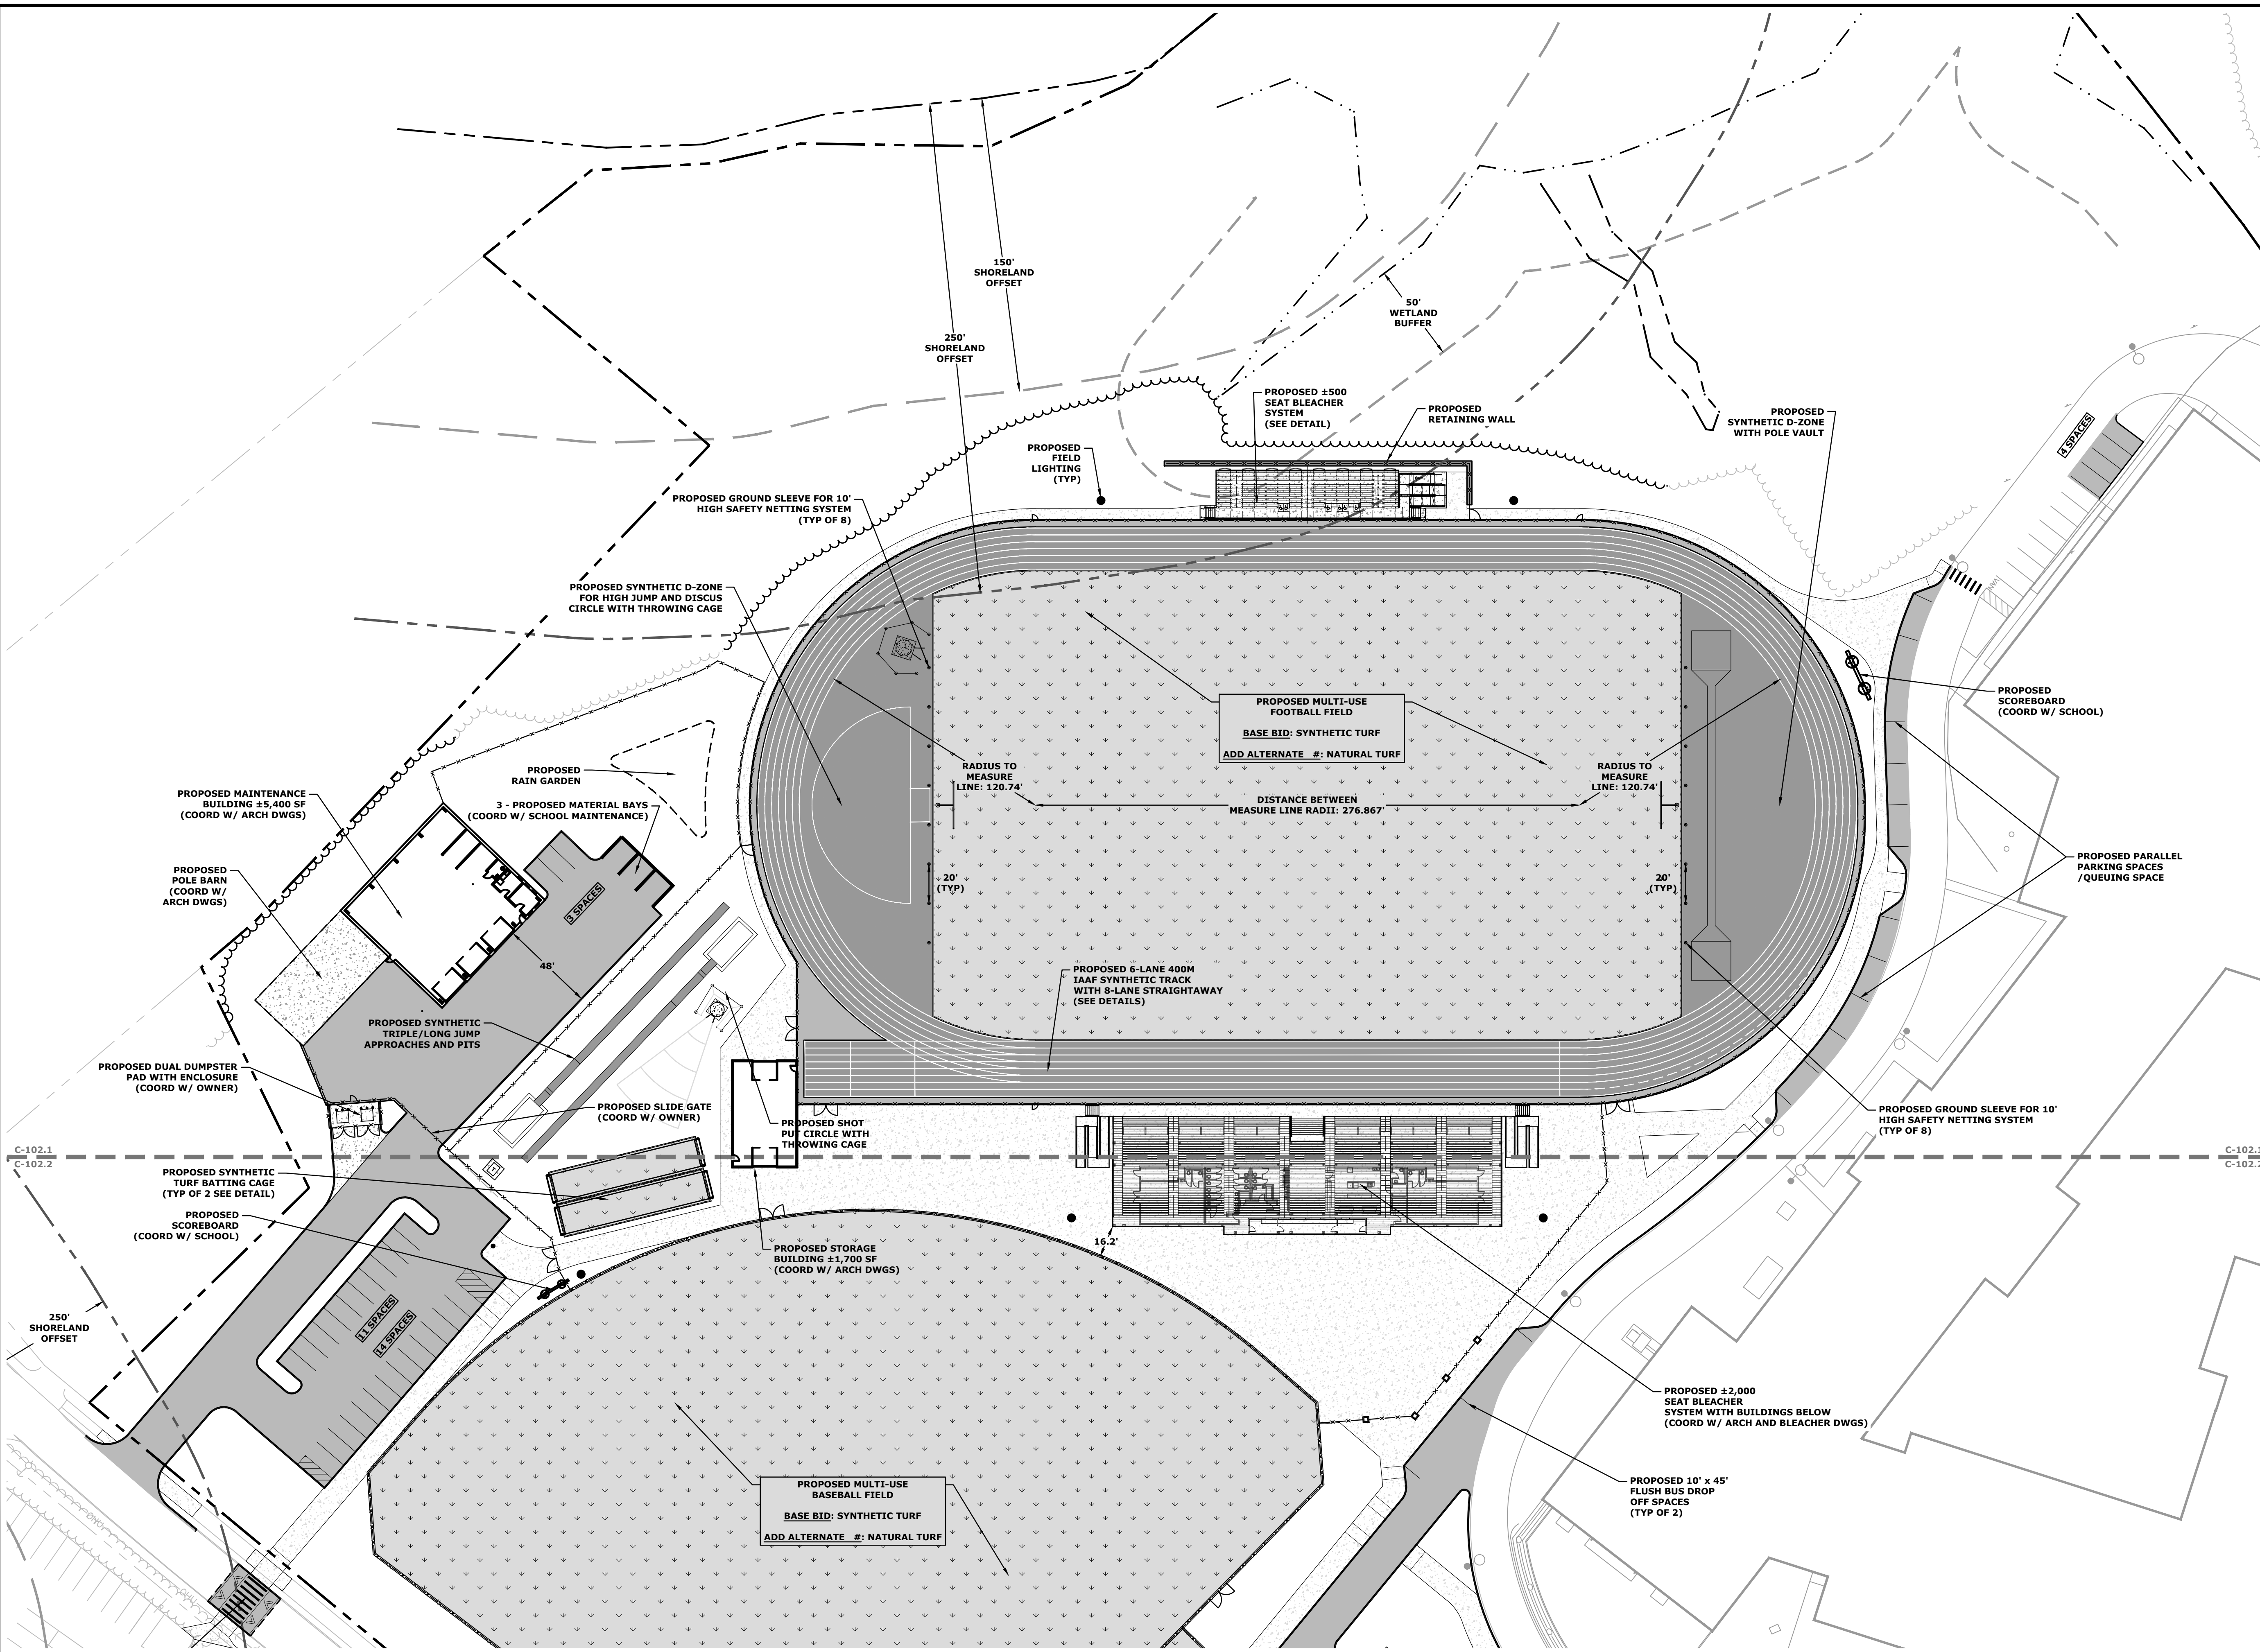 150'
SHORELAND
OFFSET
50'
WETLAND
BUFFER
250'
SHORELAND
OFFSET
PROPOSED ±500
SEAT BLEACHER
SYSTEM
(SEE DETAIL)
PROPOSED
RETAINING WALL
PROPOSED
SYNTHETIC D-ZONE
WITH POLE VAULT
4 SPACES
PROPOSED
FIELD
LIGHTING
(TYP)
PROPOSED GROUND SLEEVE FOR 10'
HIGH SAFETY NETTING SYSTEM
(TYP OF 8)
PROPOSED SYNTHETIC D-ZONE
FOR HIGH JUMP AND DISCUS
CIRCLE WITH THROWING CAGE
PROPOSED
SCOREBOARD
(COORD W/ SCHOOL)
PROPOSED MULTI-USE
FOOTBALL FIELD
BASE BID: SYNTHETIC TURF
ADD ALTERNATE #: NATURAL TURF
RADIUS TO
MEASURE
LINE: 120.74'
RADIUS TO
MEASURE
LINE: 120.74'
DISTANCE BETWEEN
MEASURE LINE RADII: 276.867'
PROPOSED
RAIN GARDEN
PROPOSED MAINTENANCE
BUILDING ±5,400 SF
(COORD W/ ARCH DWGS)
3 - PROPOSED MATERIAL BAYS
(COORD W/ SCHOOL MAINTENANCE)
PROPOSED
POLE BARN
(COORD W/
ARCH DWGS)
3 SPACES
20'
(TYP)
20'
(TYP)
PROPOSED PARALLEL
PARKING SPACES
/QUEUING SPACE
48'
PROPOSED 6-LANE 400M
IAAF SYNTHETIC TRACK
WITH 8-LANE STRAIGHTAWAY
(SEE DETAILS)
PROPOSED SYNTHETIC
TRIPLE/LONG JUMP
APPROACHES AND PITS
PROPOSED DUAL DUMPSTER
PAD WITH ENCLOSURE
(COORD W/ OWNER)
PROPOSED SLIDE GATE
(COORD W/ OWNER)
PROPOSED SHOT
PUT CIRCLE WITH
THROWING CAGE
PROPOSED GROUND SLEEVE FOR 10'
HIGH SAFETY NETTING SYSTEM
(TYP OF 8)
C-102.1
C-102.2
C-102.1
C-102.2
PROPOSED SYNTHETIC
TURF BATTING CAGE
(TYP OF 2 SEE DETAIL)
PROPOSED
SCOREBOARD
(COORD W/ SCHOOL)
PROPOSED STORAGE
BUILDING ±1,700 SF
(COORD W/ ARCH DWGS)
16.2'
11 SPACES
14 SPACES
250'
SHORELAND
OFFSET
PROPOSED ±2,000
SEAT BLEACHER
SYSTEM WITH BUILDINGS BELOW
(COORD W/ ARCH AND BLEACHER DWGS)
PROPOSED MULTI-USE
BASEBALL FIELD
BASE BID: SYNTHETIC TURF
ADD ALTERNATE #: NATURAL TURF
PROPOSED 10' x 45'
FLUSH BUS DROP
OFF SPACES
(TYP OF 2)